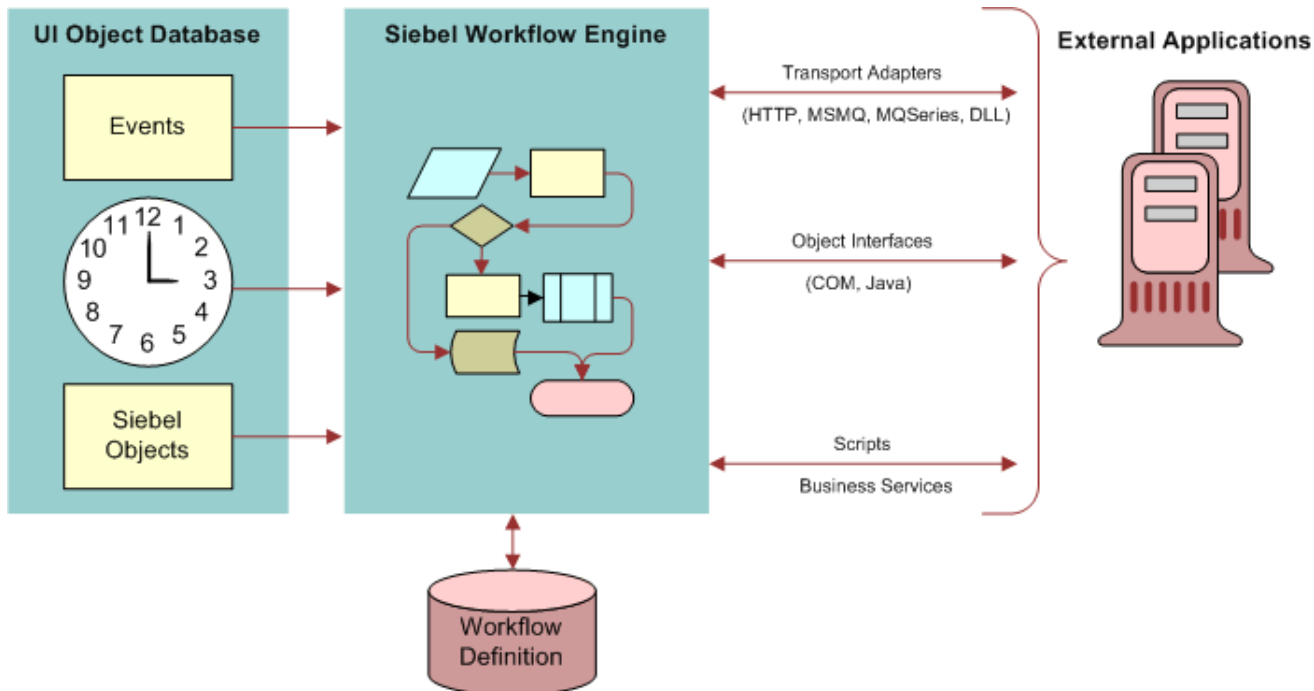 UI Object Database
Events
12
1
2
3
4
5
6
7
8
9
10
11
Siebel
Objects
Siebel Workflow Engine
Transport Adapters
(HTTP, MSMQ, MQSeries, DLL)
Object Interfaces
(COM, Java)
Scripts
Business Services
External Applications
Workflow
Definition